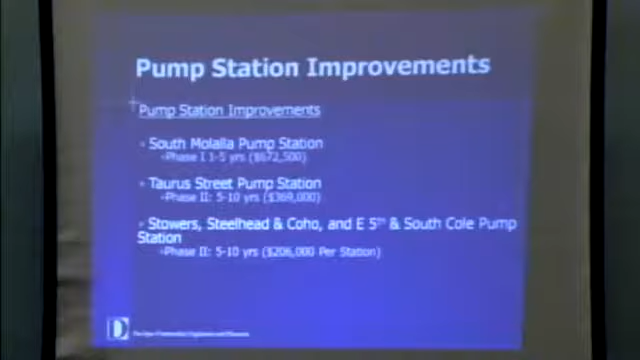 Pump Station Improvements
Pump Station Improvements
South Molalla Pump Station
Phase I 1-5 yrs ($672,500)
Taurus Street Pump Station
Phase II: 5-10 yrs ($369,000)
Stowers, Steelhead & Coho, and E 5th & South Cole Pump
Station
Phase II: 5-10 yrs ($206,000 Per Station)